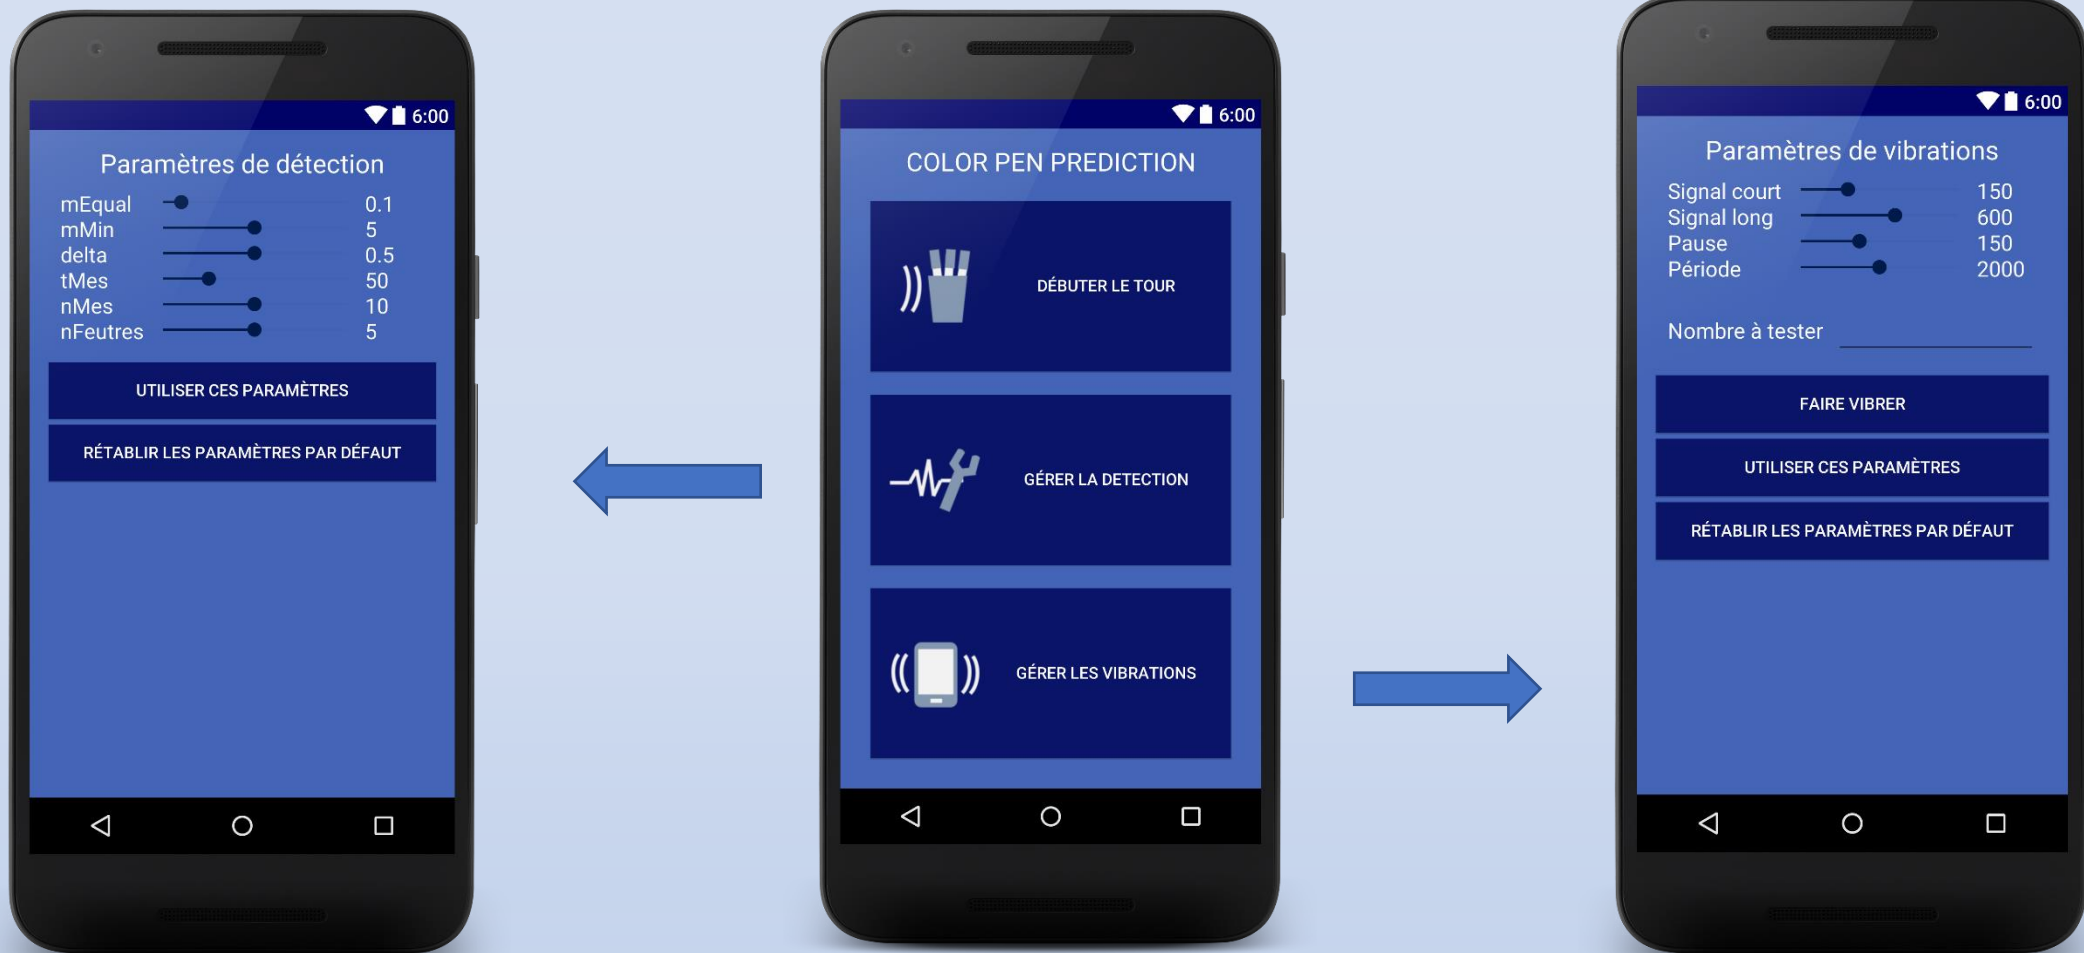 6:00
Paramètres de détection
mEqual 0.1
mMin 5
delta 0.5
tMes 50
nMes 10
nFeutres 5
UTILISER CES PARAMÈTRES
RÉTABLIR LES PARAMÈTRES PAR DÉFAUT
6:00
COLOR PEN PREDICTION
DÉBUTER LE TOUR
GÉRER LA DETECTION
GÉRER LES VIBRATIONS
6:00
Paramètres de vibrations
Signal court 150
Signal long 600
Pause 150
Période 2000
Nombre à tester
FAIRE VIBRER
UTILISER CES PARAMÈTRES
RÉTABLIR LES PARAMÈTRES PAR DÉFAUT